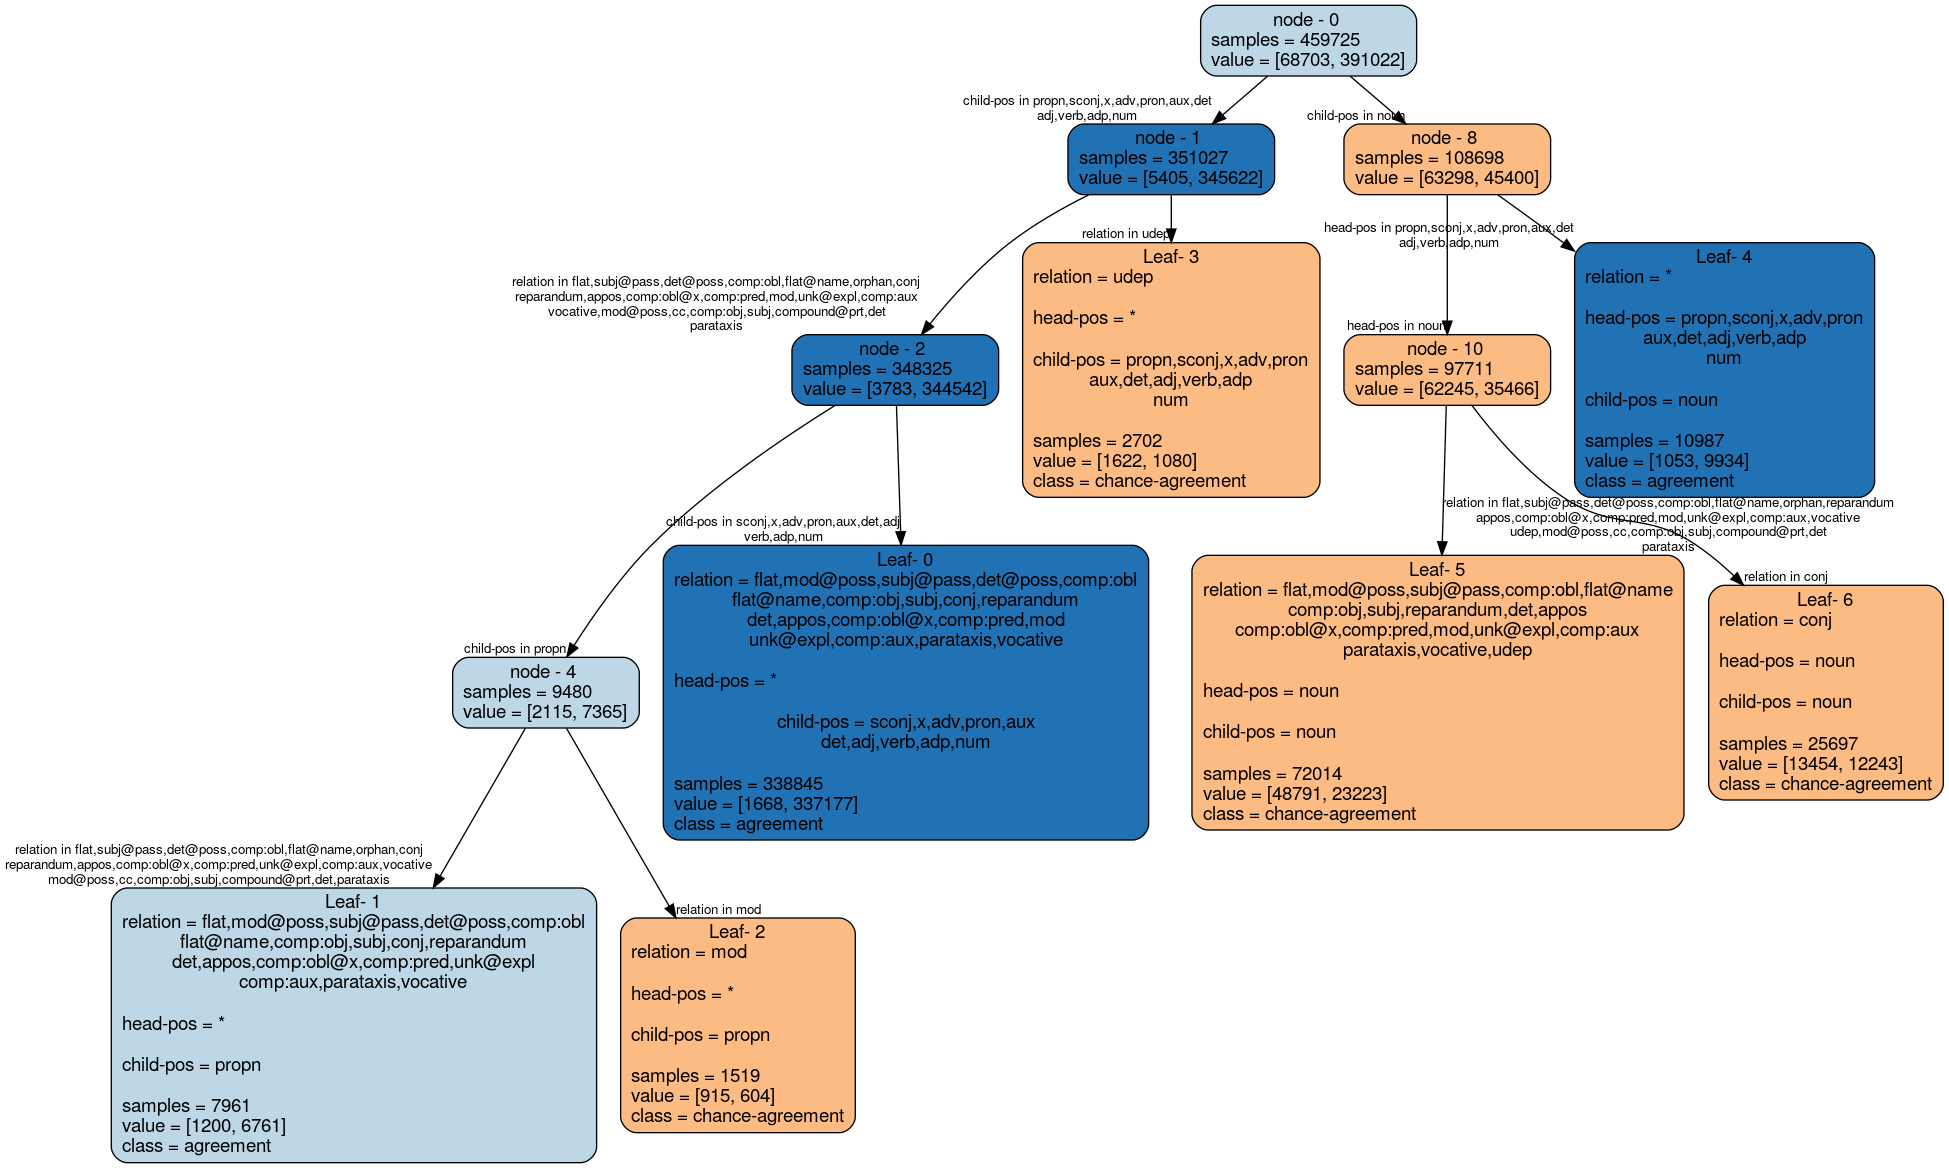 node - 0
samples = 459725
value = [68703, 391022]
child-pos in propn,sconj,x,adv,pron,aux,det
adj,verb,adp,num
child-pos in noun
node - 1
samples = 351027
value = [5405, 345622]
node - 8
samples = 108698
value = [63298, 45400]
relation in flat,subj@pass,det@poss,comp:obl,flat@name,orphan,conj
reparandum,appos,comp:obl@x,comp:pred,mod,unk@expl,comp:aux
vocative,mod@poss,cc,comp:obj,subj,compound@prt,det
parataxis
relation in udep
head-pos in noun
head-pos in propn,sconj,x,adv,pron,aux,det
adj,verb,adp,num
node - 2
samples = 348325
value = [3783, 344542]
Leaf- 3
relation = udep
head-pos = *
child-pos = propn,sconj,x,adv,pron
aux,det,adj,verb,adp
num
samples = 2702
value = [1622, 1080]
class = chance-agreement
node - 10
samples = 97711
value = [62245, 35466]
Leaf- 4
relation = *
head-pos = propn,sconj,x,adv,pron
aux,det,adj,verb,adp
num
child-pos = noun
samples = 10987
value = [1053, 9934]
class = agreement
child-pos in propn
child-pos in sconj,x,adv,pron,aux,det,adj
verb,adp,num
relation in flat,subj@pass,det@poss,comp:obl,flat@name,orphan,reparandum
appos,comp:obl@x,comp:pred,mod,unk@expl,comp:aux,vocative
udep,mod@poss,cc,comp:obj,subj,compound@prt,det
parataxis
relation in conj
node - 4
samples = 9480
value = [2115, 7365]
Leaf- 0
relation = flat,mod@poss,subj@pass,det@poss,comp:obl
flat@name,comp:obj,subj,conj,reparandum
det,appos,comp:obl@x,comp:pred,mod
unk@expl,comp:aux,parataxis,vocative
head-pos = *
child-pos = sconj,x,adv,pron,aux
det,adj,verb,adp,num
samples = 338845
value = [1668, 337177]
class = agreement
Leaf- 5
relation = flat,mod@poss,subj@pass,comp:obl,flat@name
comp:obj,subj,reparandum,det,appos
comp:obl@x,comp:pred,mod,unk@expl,comp:aux
parataxis,vocative,udep
head-pos = noun
child-pos = noun
samples = 72014
value = [48791, 23223]
class = chance-agreement
Leaf- 6
relation = conj
head-pos = noun
child-pos = noun
samples = 25697
value = [13454, 12243]
class = chance-agreement
relation in flat,subj@pass,det@poss,comp:obl,flat@name,orphan,conj
reparandum,appos,comp:obl@x,comp:pred,unk@expl,comp:aux,vocative
mod@poss,cc,comp:obj,subj,compound@prt,det,parataxis
relation in mod
Leaf- 1
relation = flat,mod@poss,subj@pass,det@poss,comp:obl
flat@name,comp:obj,subj,conj,reparandum
det,appos,comp:obl@x,comp:pred,unk@expl
comp:aux,parataxis,vocative
head-pos = *
child-pos = propn
samples = 7961
value = [1200, 6761]
class = agreement
Leaf- 2
relation = mod
head-pos = *
child-pos = propn
samples = 1519
value = [915, 604]
class = chance-agreement